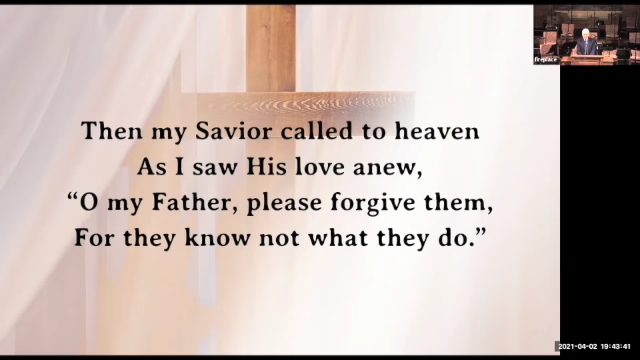 Then my Savior called to heaven
As I saw His love anew,
“O my Father, please forgive them,
For they know not what they do.”
fireplace
2021-04-02 19:43:41